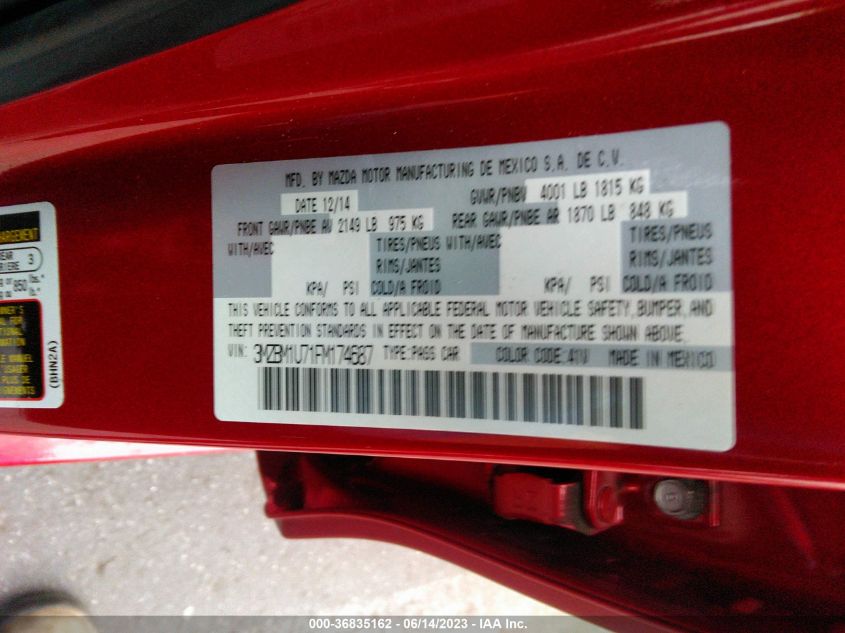 MFD. BY MAZDA MOTOR MANUFACTURING DE MEXICO S.A. DE C.V.
DATE 12/14
GVWR/PNBV 4001 LB 1815 KG
FRONT GAWR/PNBE AV 2149 LB 975 KG
REAR GAWR/PNBE AR 1870 LB 848 KG
WITH/AVEC TIRES/PNEUS WITH/AVEC TIRES/PNEUS
RIMS/JANTES RIMS/JANTES
KPA/ PSI COLD/A FROID KPA/ PSI COLD/A FROID
THIS VEHICLE CONFORMS TO ALL APPLICABLE FEDERAL MOTOR VEHICLE SAFETY, BUMPER, AND
THEFT PREVENTION STANDARDS IN EFFECT ON THE DATE OF MANUFACTURE SHOWN ABOVE.
VIN: 3MZBM1U71FM174687 TYPE:PASS CAR COLOR CODE:41V MADE IN MEXICO
3
850
(BHN2A)
000-36835162 - 06/14/2023 - IAA Inc.